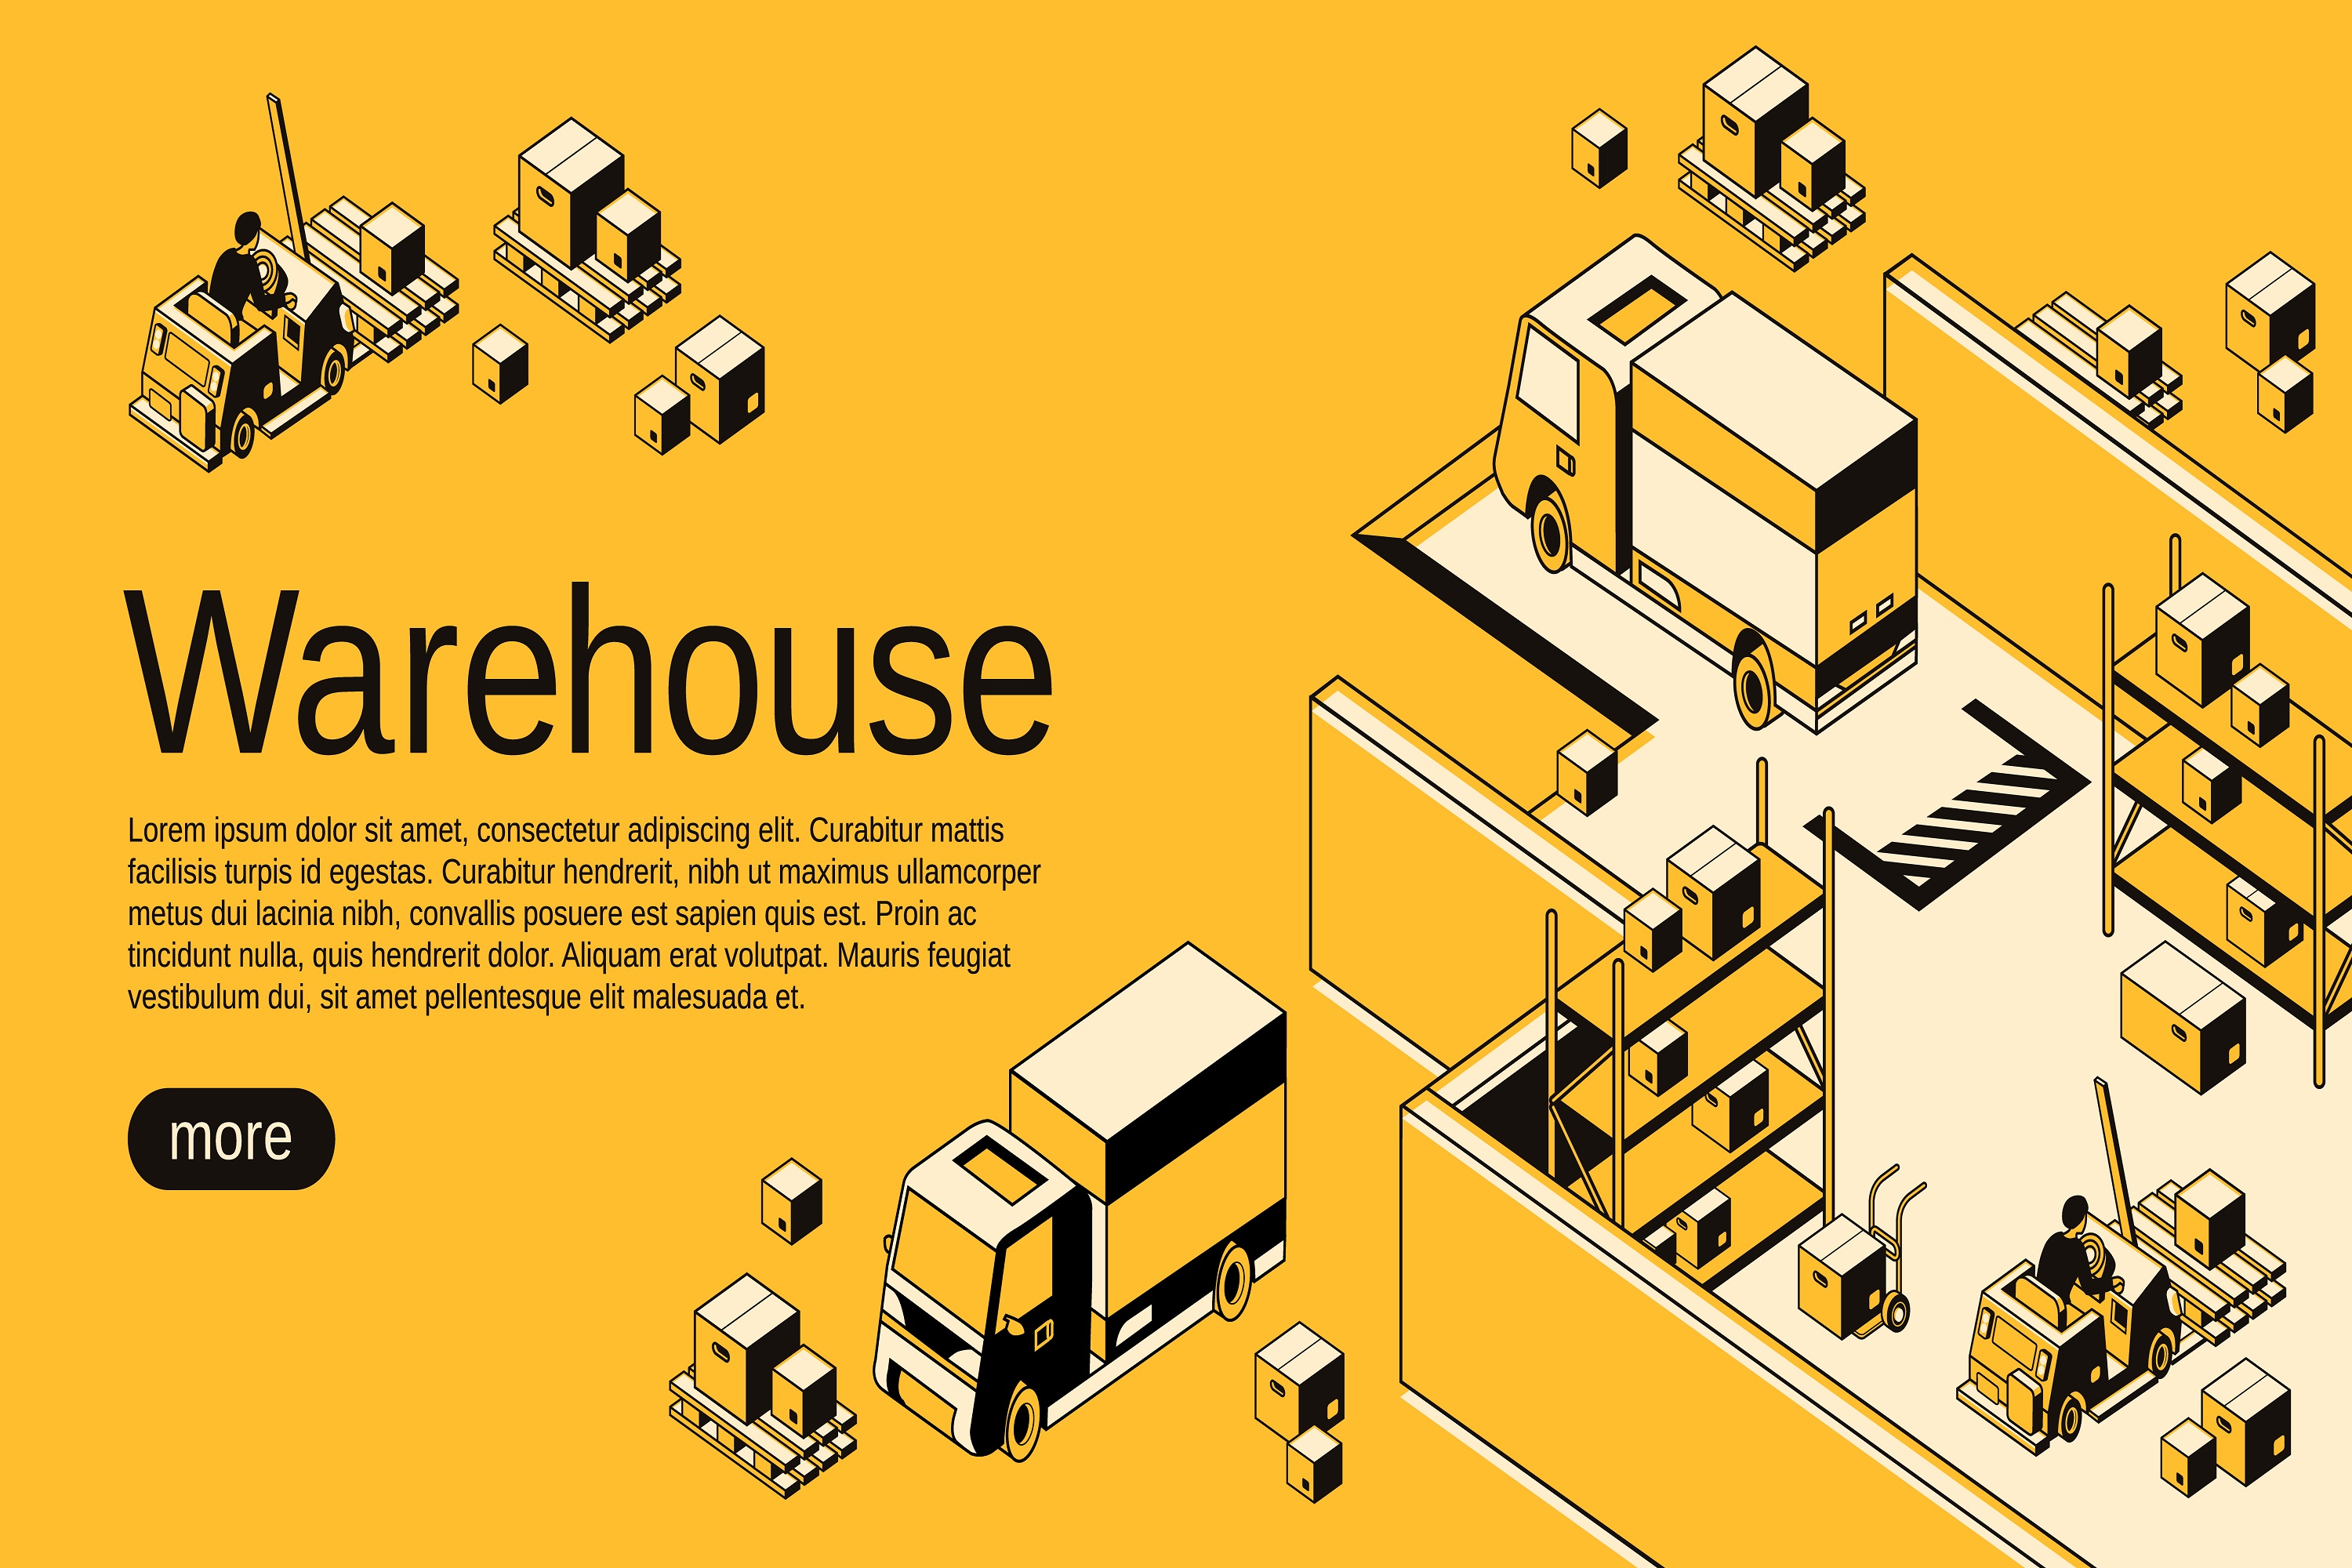 Warehouse
Lorem ipsum dolor sit amet, consectetur adipiscing elit. Curabitur mattis
facilisis turpis id egestas. Curabitur hendrerit, nibh ut maximus ullamcorper
metus dui lacinia nibh, convallis posuere est sapien quis est. Proin ac
tincidunt nulla, quis hendrerit dolor. Aliquam erat volutpat. Mauris feugiat
vestibulum dui, sit amet pellentesque elit malesuada et.
more